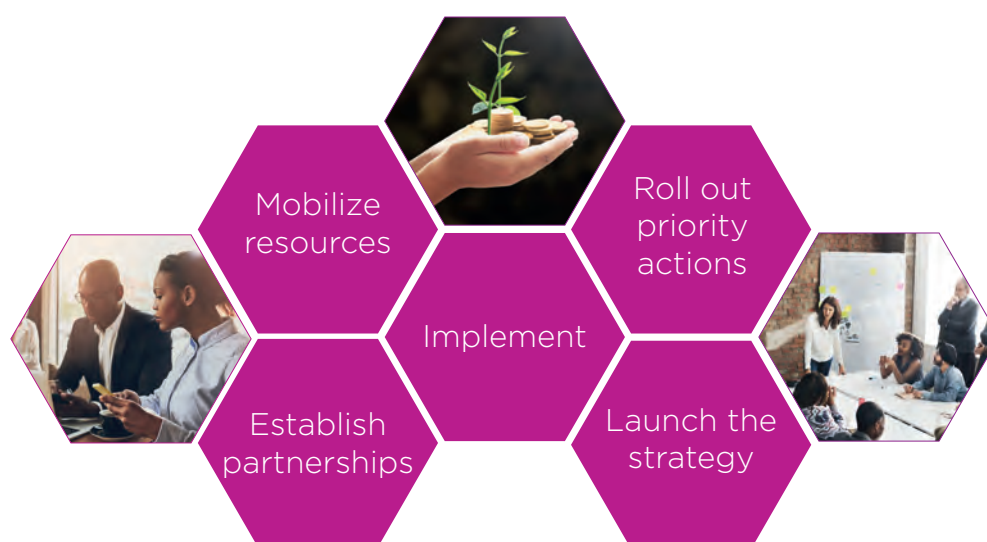 Mobilize
resources
Roll out
priority
actions
Implement
Establish
partnerships
Launch the
strategy